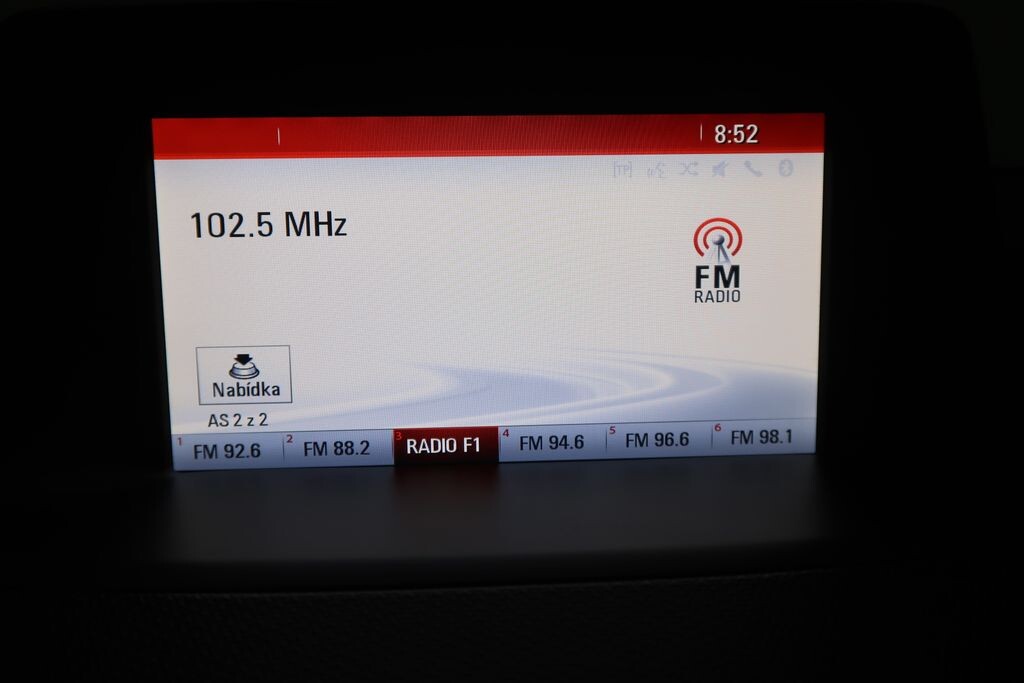 8:52
[TP]
102.5 MHz
FM
RADIO
Nabídka
AS 2 z 2
1 FM 92.6 2 FM 88.2 3 RADIO F1 4 FM 94.6 5 FM 96.6 6 FM 98.1